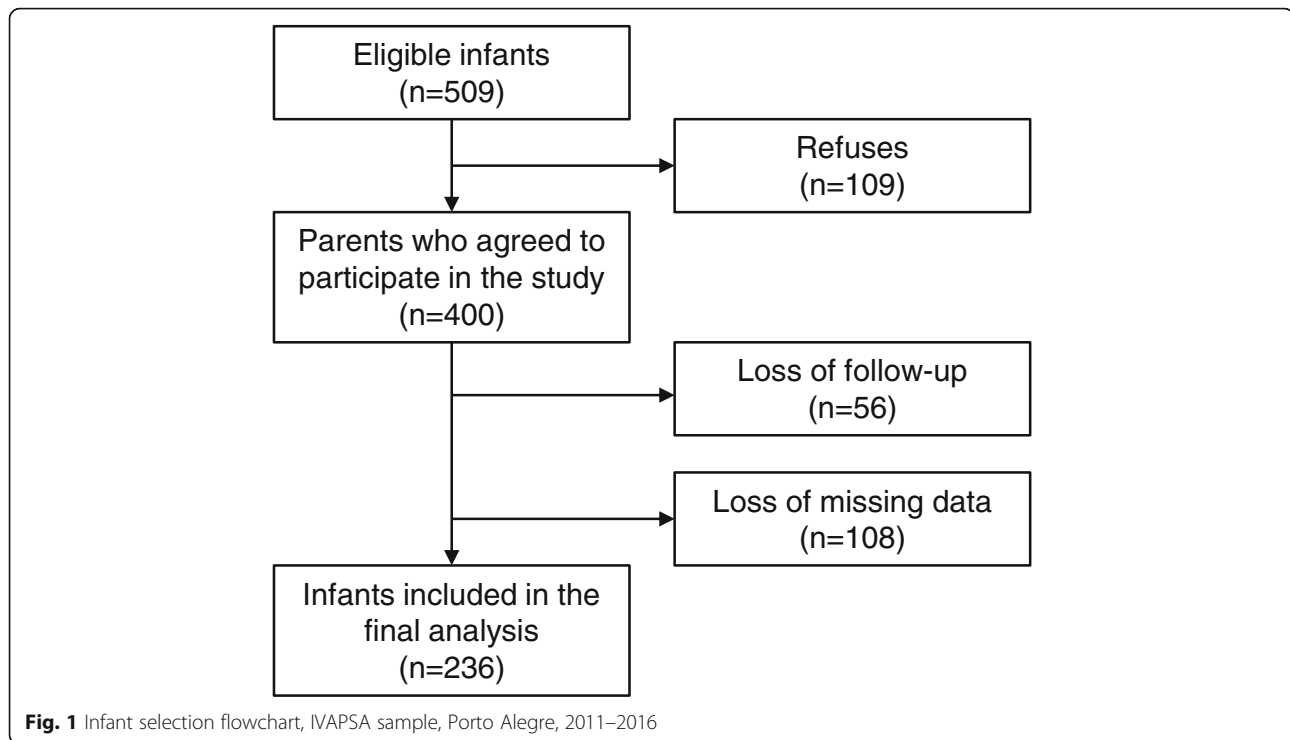 Eligible infants
(n=509)
Refuses
(n=109)
Parents who agreed to
participate in the study
(n=400)
Loss of follow-up
(n=56)
Loss of missing data
(n=108)
Infants included in the
final analysis
(n=236)
Fig. 1 Infant selection flowchart, IVAPSA sample, Porto Alegre, 2011–2016